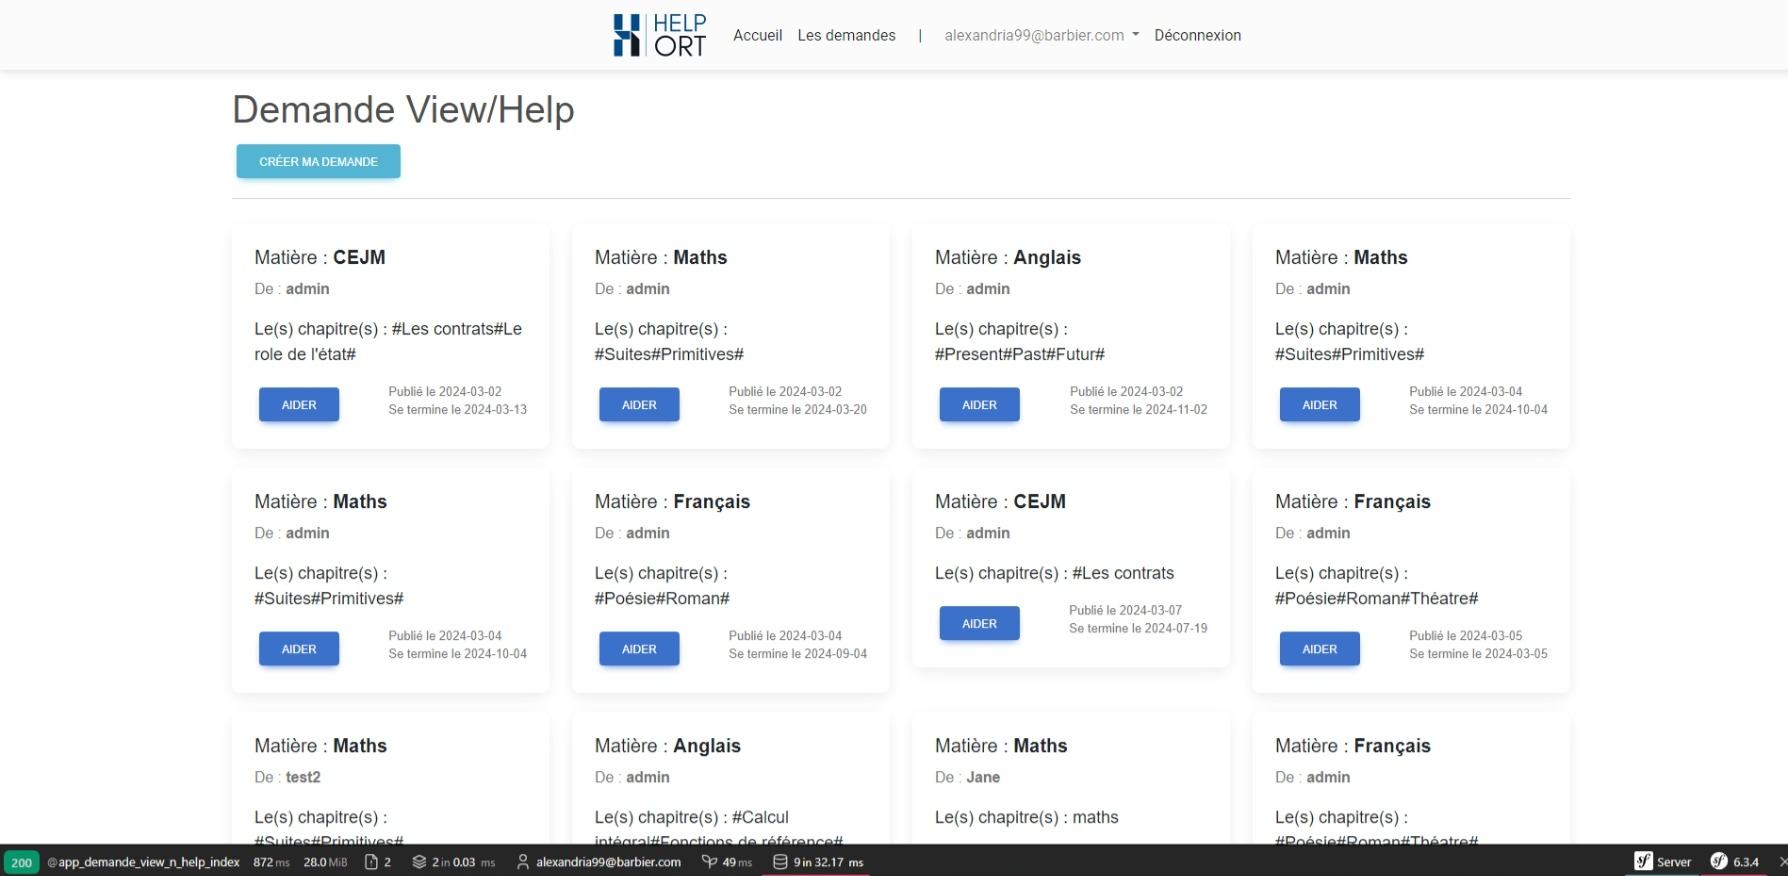 HELP
ORT
Accueil Les demandes | alexandria99@barbier.com Déconnexion
Demande View/Help
CRÉER MA DEMANDE
Matière : CEJM
De : admin
Le(s) chapitre(s) : #Les contrats#Le
role de l'état#
AIDER
Publié le 2024-03-02
Se termine le 2024-03-13
Matière : Maths
De : admin
Le(s) chapitre(s) :
#Suites#Primitives#
AIDER
Publié le 2024-03-02
Se termine le 2024-03-20
Matière : Anglais
De : admin
Le(s) chapitre(s) :
#Present#Past#Futur#
AIDER
Publié le 2024-03-02
Se termine le 2024-11-02
Matière : Maths
De : admin
Le(s) chapitre(s) :
#Suites#Primitives#
AIDER
Publié le 2024-03-04
Se termine le 2024-10-04
Matière : Maths
De : admin
Le(s) chapitre(s) :
#Suites#Primitives#
AIDER
Publié le 2024-03-04
Se termine le 2024-10-04
Matière : Français
De : admin
Le(s) chapitre(s) :
#Poésie#Roman#
AIDER
Publié le 2024-03-04
Se termine le 2024-09-04
Matière : CEJM
De : admin
Le(s) chapitre(s) : #Les contrats
AIDER
Publié le 2024-03-07
Se termine le 2024-07-19
Matière : Français
De : admin
Le(s) chapitre(s) :
#Poésie#Roman#Théatre#
AIDER
Publié le 2024-03-05
Se termine le 2024-03-05
Matière : Maths
De : test2
Le(s) chapitre(s) :
#Suites#Primitives#
Matière : Anglais
De : admin
Le(s) chapitre(s) : #Calcul
intégral#Fonctions de référence#
Matière : Maths
De : Jane
Le(s) chapitre(s) : maths
Matière : Français
De : admin
Le(s) chapitre(s) :
#Poésie#Roman#Théatre#
200 @app_demande_view_n_help_index 872 ms 28.0 MiB 2 2 in 0.03 ms alexandria99@barbier.com 49 ms 9 in 32.17 ms Server 6.3.4